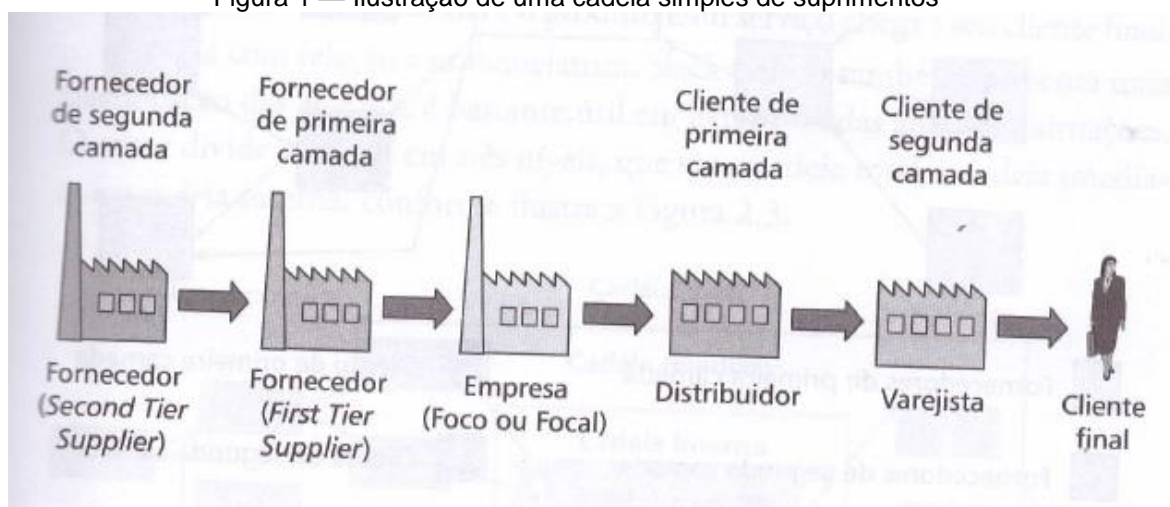 Figura 1 — Ilustração de uma cadeia simples de suprimentos
Fornecedor
de segunda
camada
Fornecedor
de primeira
camada
Cliente de
primeira
camada
Cliente de
segunda
camada
Fornecedor
(Second Tier
Supplier)
Fornecedor
(First Tier
Supplier)
Empresa
(Foco ou Focal)
Distribuidor
Varejista
Cliente
final